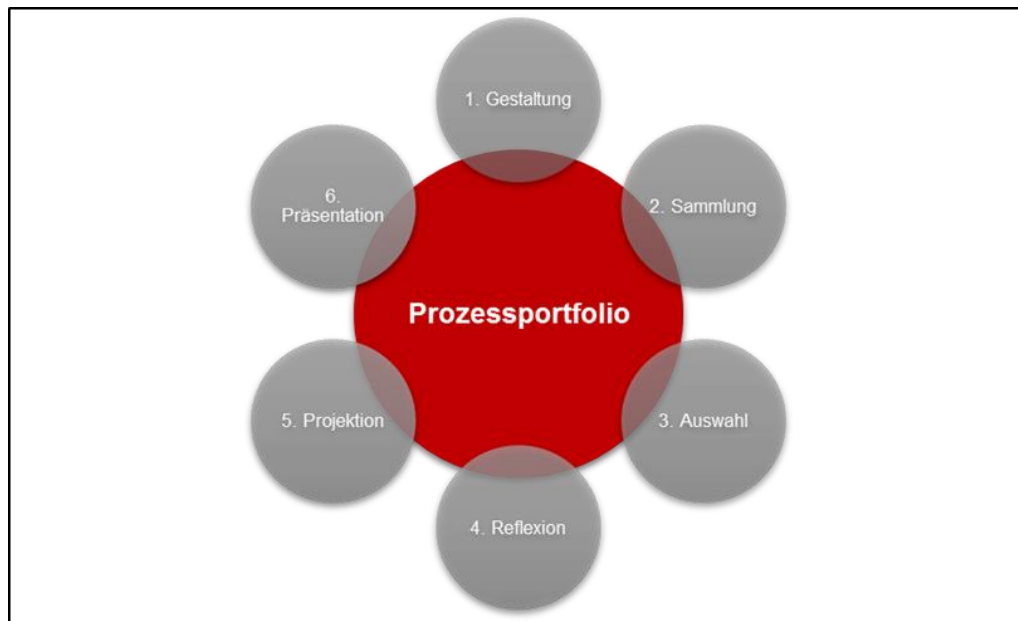 Prozessportfolio
1. Gestaltung
2. Sammlung
3. Auswahl
4. Reflexion
5. Projektion
6.
Präsentation